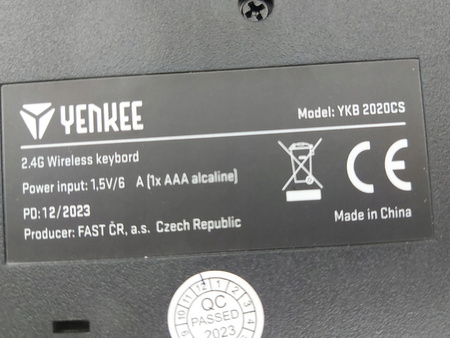 YENKEE
Model: YKB 2020CS
2.4G Wireless keybord
Power input: 1,5V/6 A (1x AAA alcaline)
PD:12/2023
Producer: FAST ČR, a.s. Czech Republic
CE
Made in China
QC
PASSED
2023